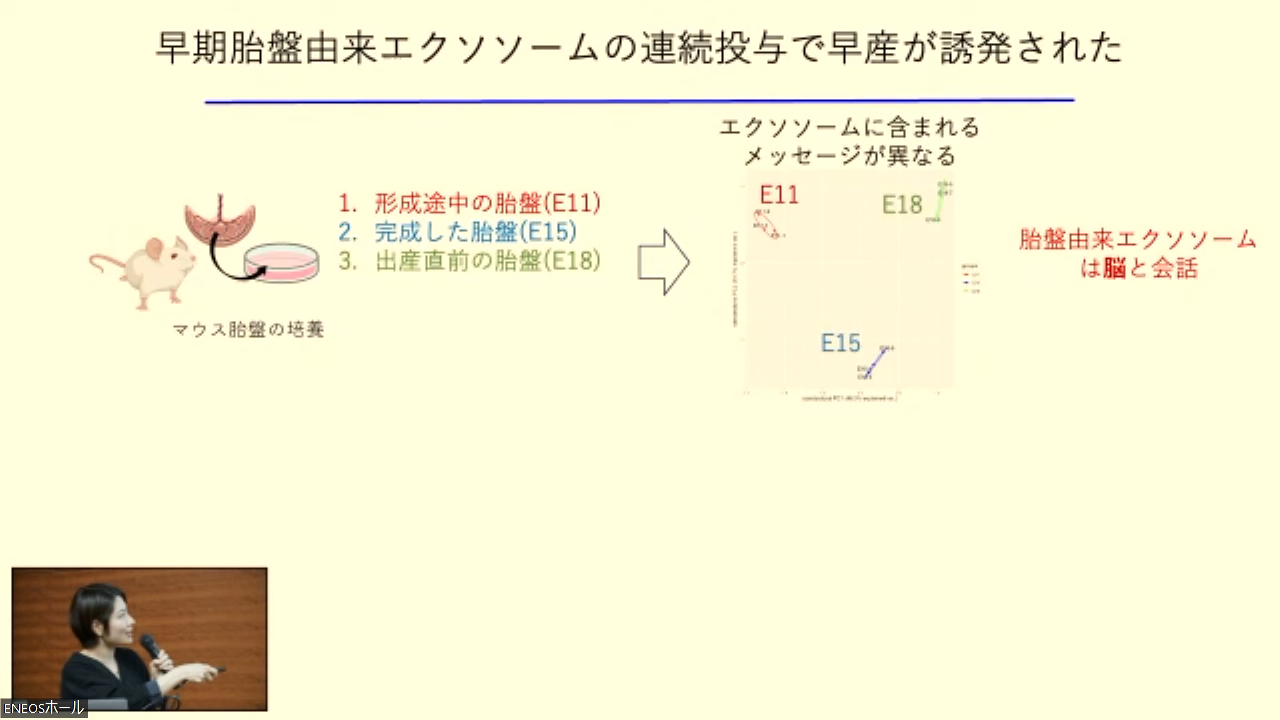 早期胎盤由来エクソソームの連続投与で早産が誘発された
エクソソームに含まれる
メッセージが異なる
1. 形成途中の胎盤(E11)
2. 完成した胎盤(E15)
3. 出産直前の胎盤(E18)
マウス胎盤の培養
E11
E18
E15
胎盤由来エクソソーム
は脳と会話
ENEOSホール